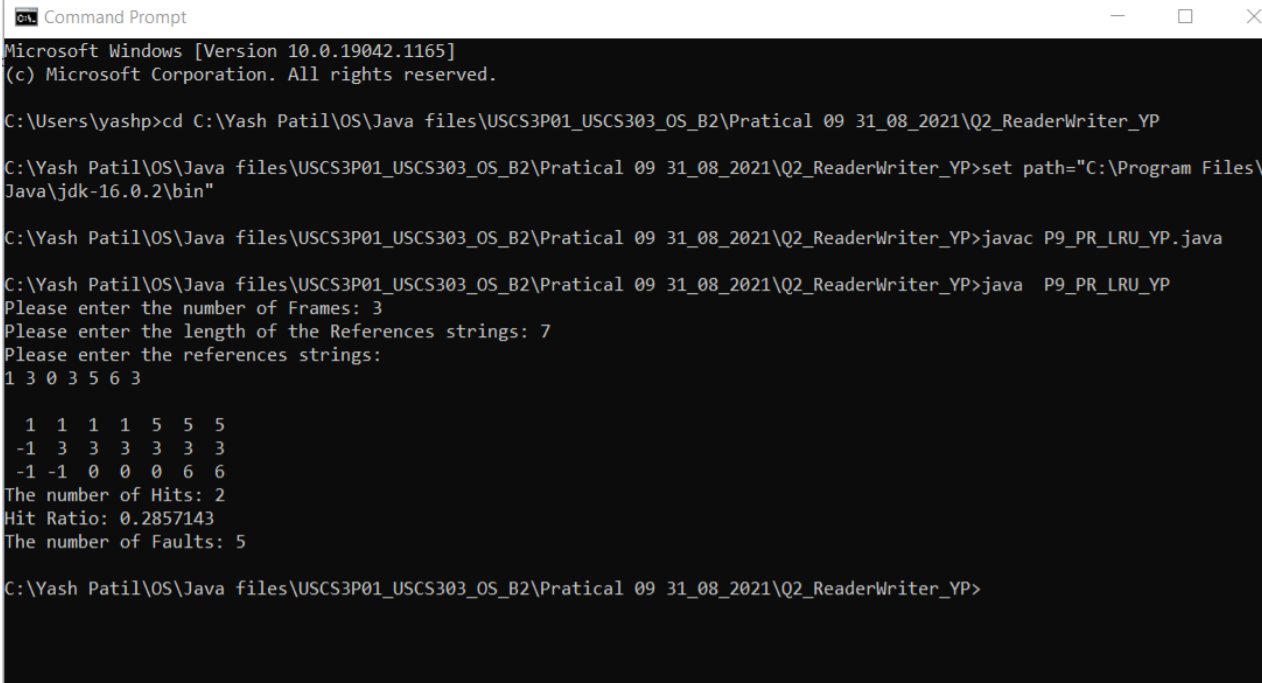 Command Prompt
Microsoft Windows [Version 10.0.19042.1165]
(c) Microsoft Corporation. All rights reserved.
C:\Users\yashp>cd C:\Yash Patil\OS\Java files\USCS3P01_USCS303_OS_B2\Pratical 09 31_08_2021\Q2_ReaderWriter_YP
C:\Yash Patil\OS\Java files\USCS3P01_USCS303_OS_B2\Pratical 09 31_08_2021\Q2_ReaderWriter_YP>set path="C:\Program Files\
Java\jdk-16.0.2\bin"
C:\Yash Patil\OS\Java files\USCS3P01_USCS303_OS_B2\Pratical 09 31_08_2021\Q2_ReaderWriter_YP>javac P9_PR_LRU_YP.java
C:\Yash Patil\OS\Java files\USCS3P01_USCS303_OS_B2\Pratical 09 31_08_2021\Q2_ReaderWriter_YP>java  P9_PR_LRU_YP
Please enter the number of Frames: 3
Please enter the length of the References strings: 7
Please enter the references strings:
1 3 0 3 5 6 3
1 1 1 1 5 5 5
-1 3 3 3 3 3 3
-1 -1 0 0 0 6 6
The number of Hits: 2
Hit Ratio: 0.2857143
The number of Faults: 5
C:\Yash Patil\OS\Java files\USCS3P01_USCS303_OS_B2\Pratical 09 31_08_2021\Q2_ReaderWriter_YP>